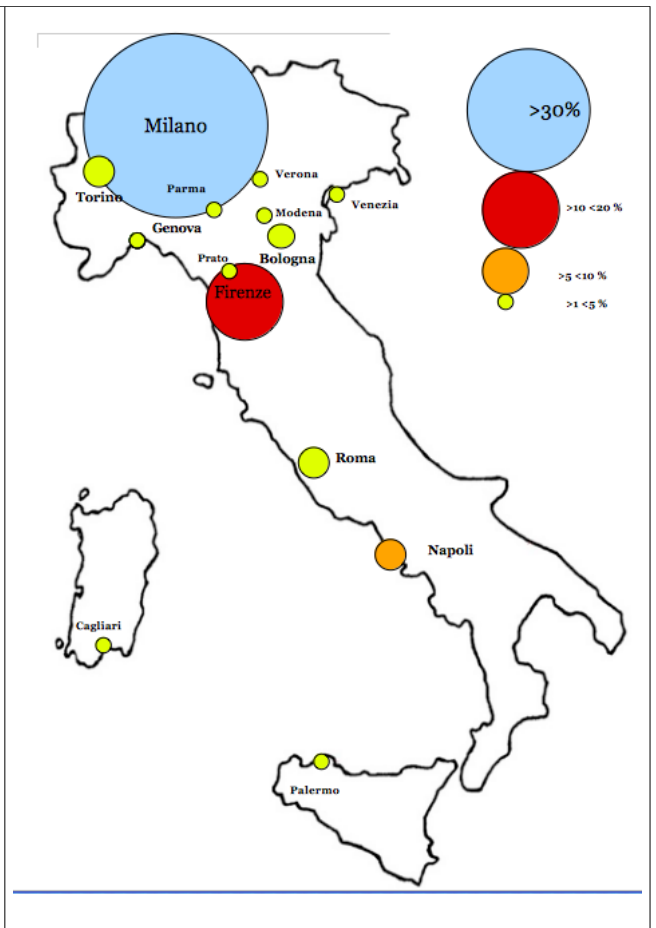 Milano
>30%
Verona
Parma
Torino
Venezia
>10 <20 %
Modena
Genova
Prato
Bologna
>5 <10 %
Firenze
>1 <5 %
Roma
Napoli
Cagliari
Palermo